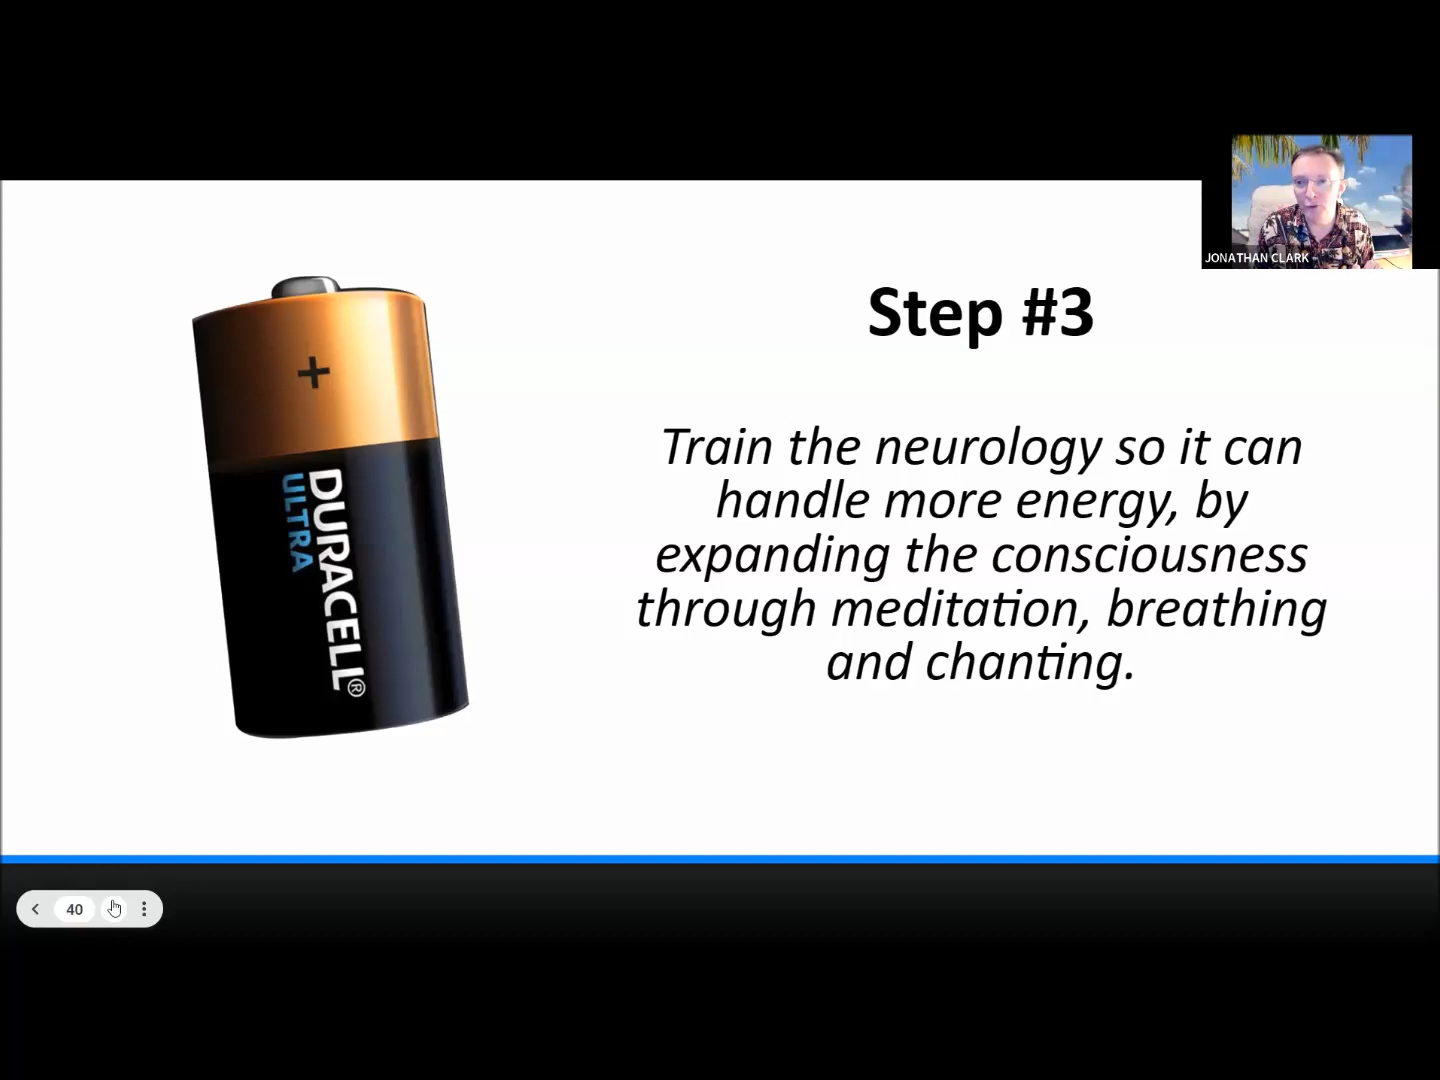 JONATHAN CLARK
Step #3
+
DURACELL®
ULTRA
Train the neurology so it can
handle more energy, by
expanding the consciousness
through meditation, breathing
and chanting.
40